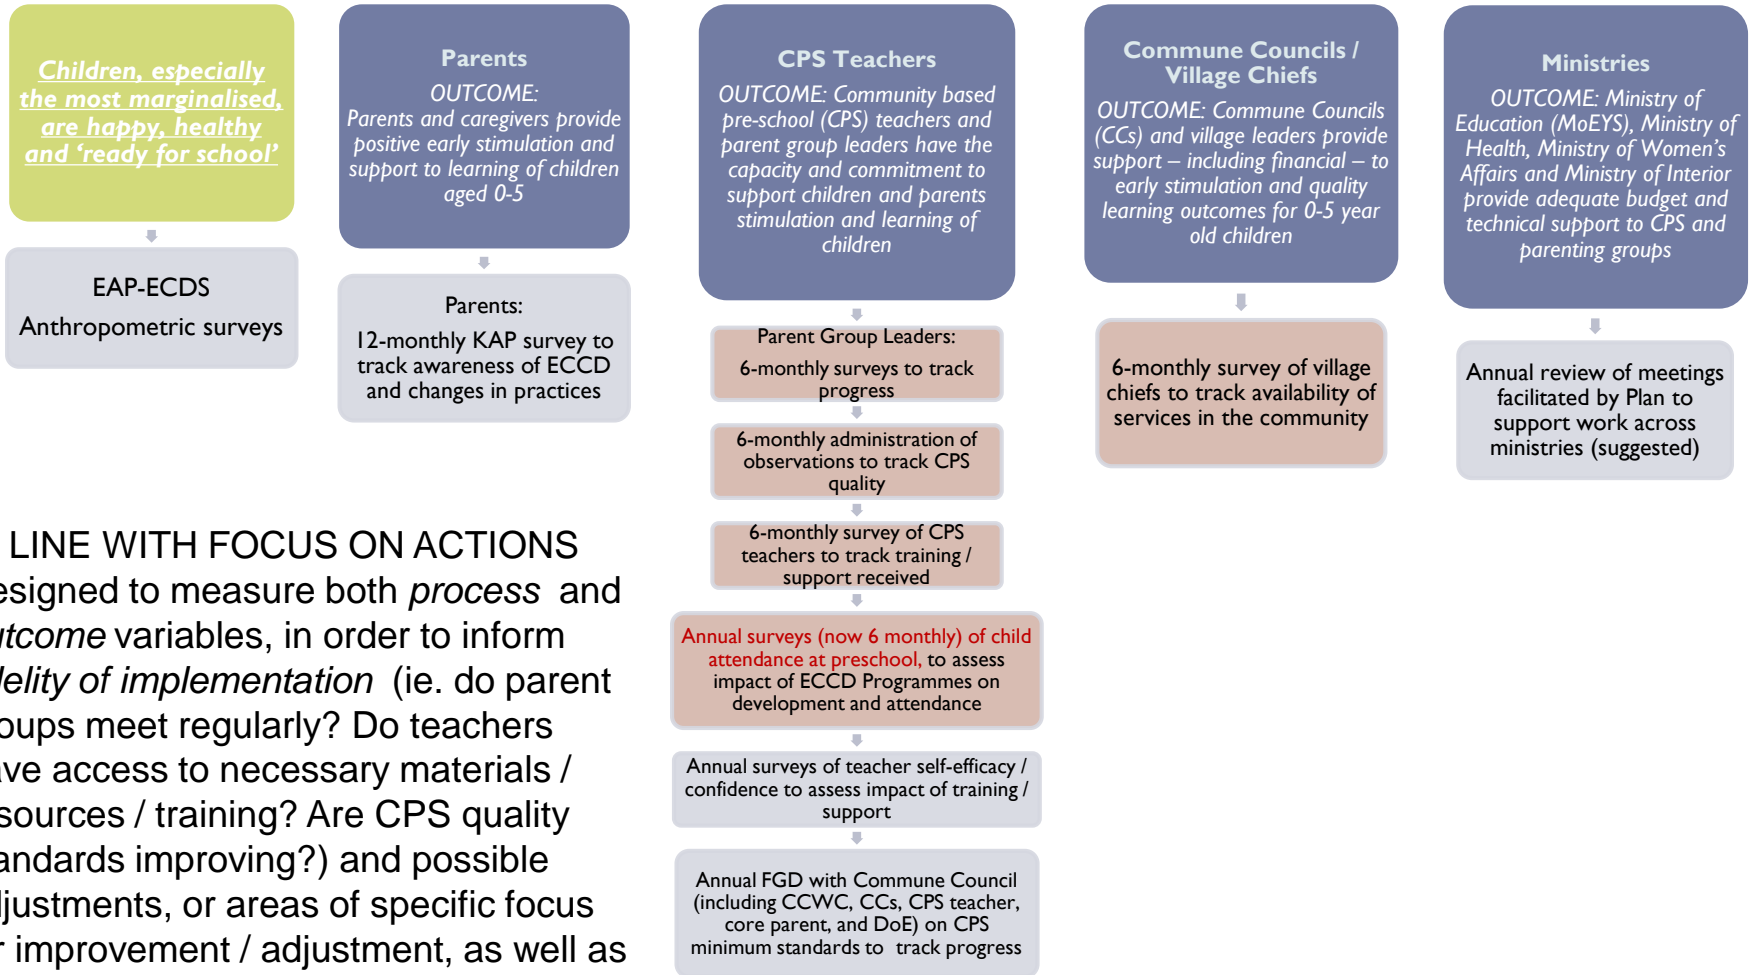 Children, especially
the most marginalised,
are happy, healthy
and ‘ready for school’
EAP-ECDS
Anthropometric surveys
Parents
OUTCOME:
Parents and caregivers provide
positive early stimulation and
support to learning of children
aged 0-5
Parents:
12-monthly KAP survey to
track awareness of ECCD
and changes in practices
CPS Teachers
OUTCOME: Community based
pre-school (CPS) teachers and
parent group leaders have the
capacity and commitment to
support children and parents
stimulation and learning of
children
Parent Group Leaders:
6-monthly surveys to track
progress
6-monthly administration of
observations to track CPS
quality
6-monthly survey of CPS
teachers to track training /
support received
Annual surveys (now 6 monthly) of child
attendance at preschool, to assess
impact of ECCD Programmes on
development and attendance
Annual surveys of teacher self-efficacy /
confidence to assess impact of training /
support
Annual FGD with Commune Council
(including CCWC, CCs, CPS teacher,
core parent, and DoE) on CPS
minimum standards to track progress
Commune Councils /
Village Chiefs
OUTCOME: Commune Councils
(CCs) and village leaders provide
support – including financial – to
early stimulation and quality
learning outcomes for 0-5 year
old children
6-monthly survey of village
chiefs to track availability of
services in the community
Ministries
OUTCOME: Ministry of
Education (MoEYS), Ministry of
Health, Ministry of Women’s
Affairs and Ministry of Interior
provide adequate budget and
technical support to CPS and
parenting groups
Annual review of meetings
facilitated by Plan to
support work across
ministries (suggested)
LINE WITH FOCUS ON ACTIONS
esigned to measure both process and
utcome variables, in order to inform
delity of implementation (ie. do parent
oups meet regularly? Do teachers
ave access to necessary materials /
sources / training? Are CPS quality
andards improving?) and possible
djustments, or areas of specific focus
r improvement / adjustment, as well as